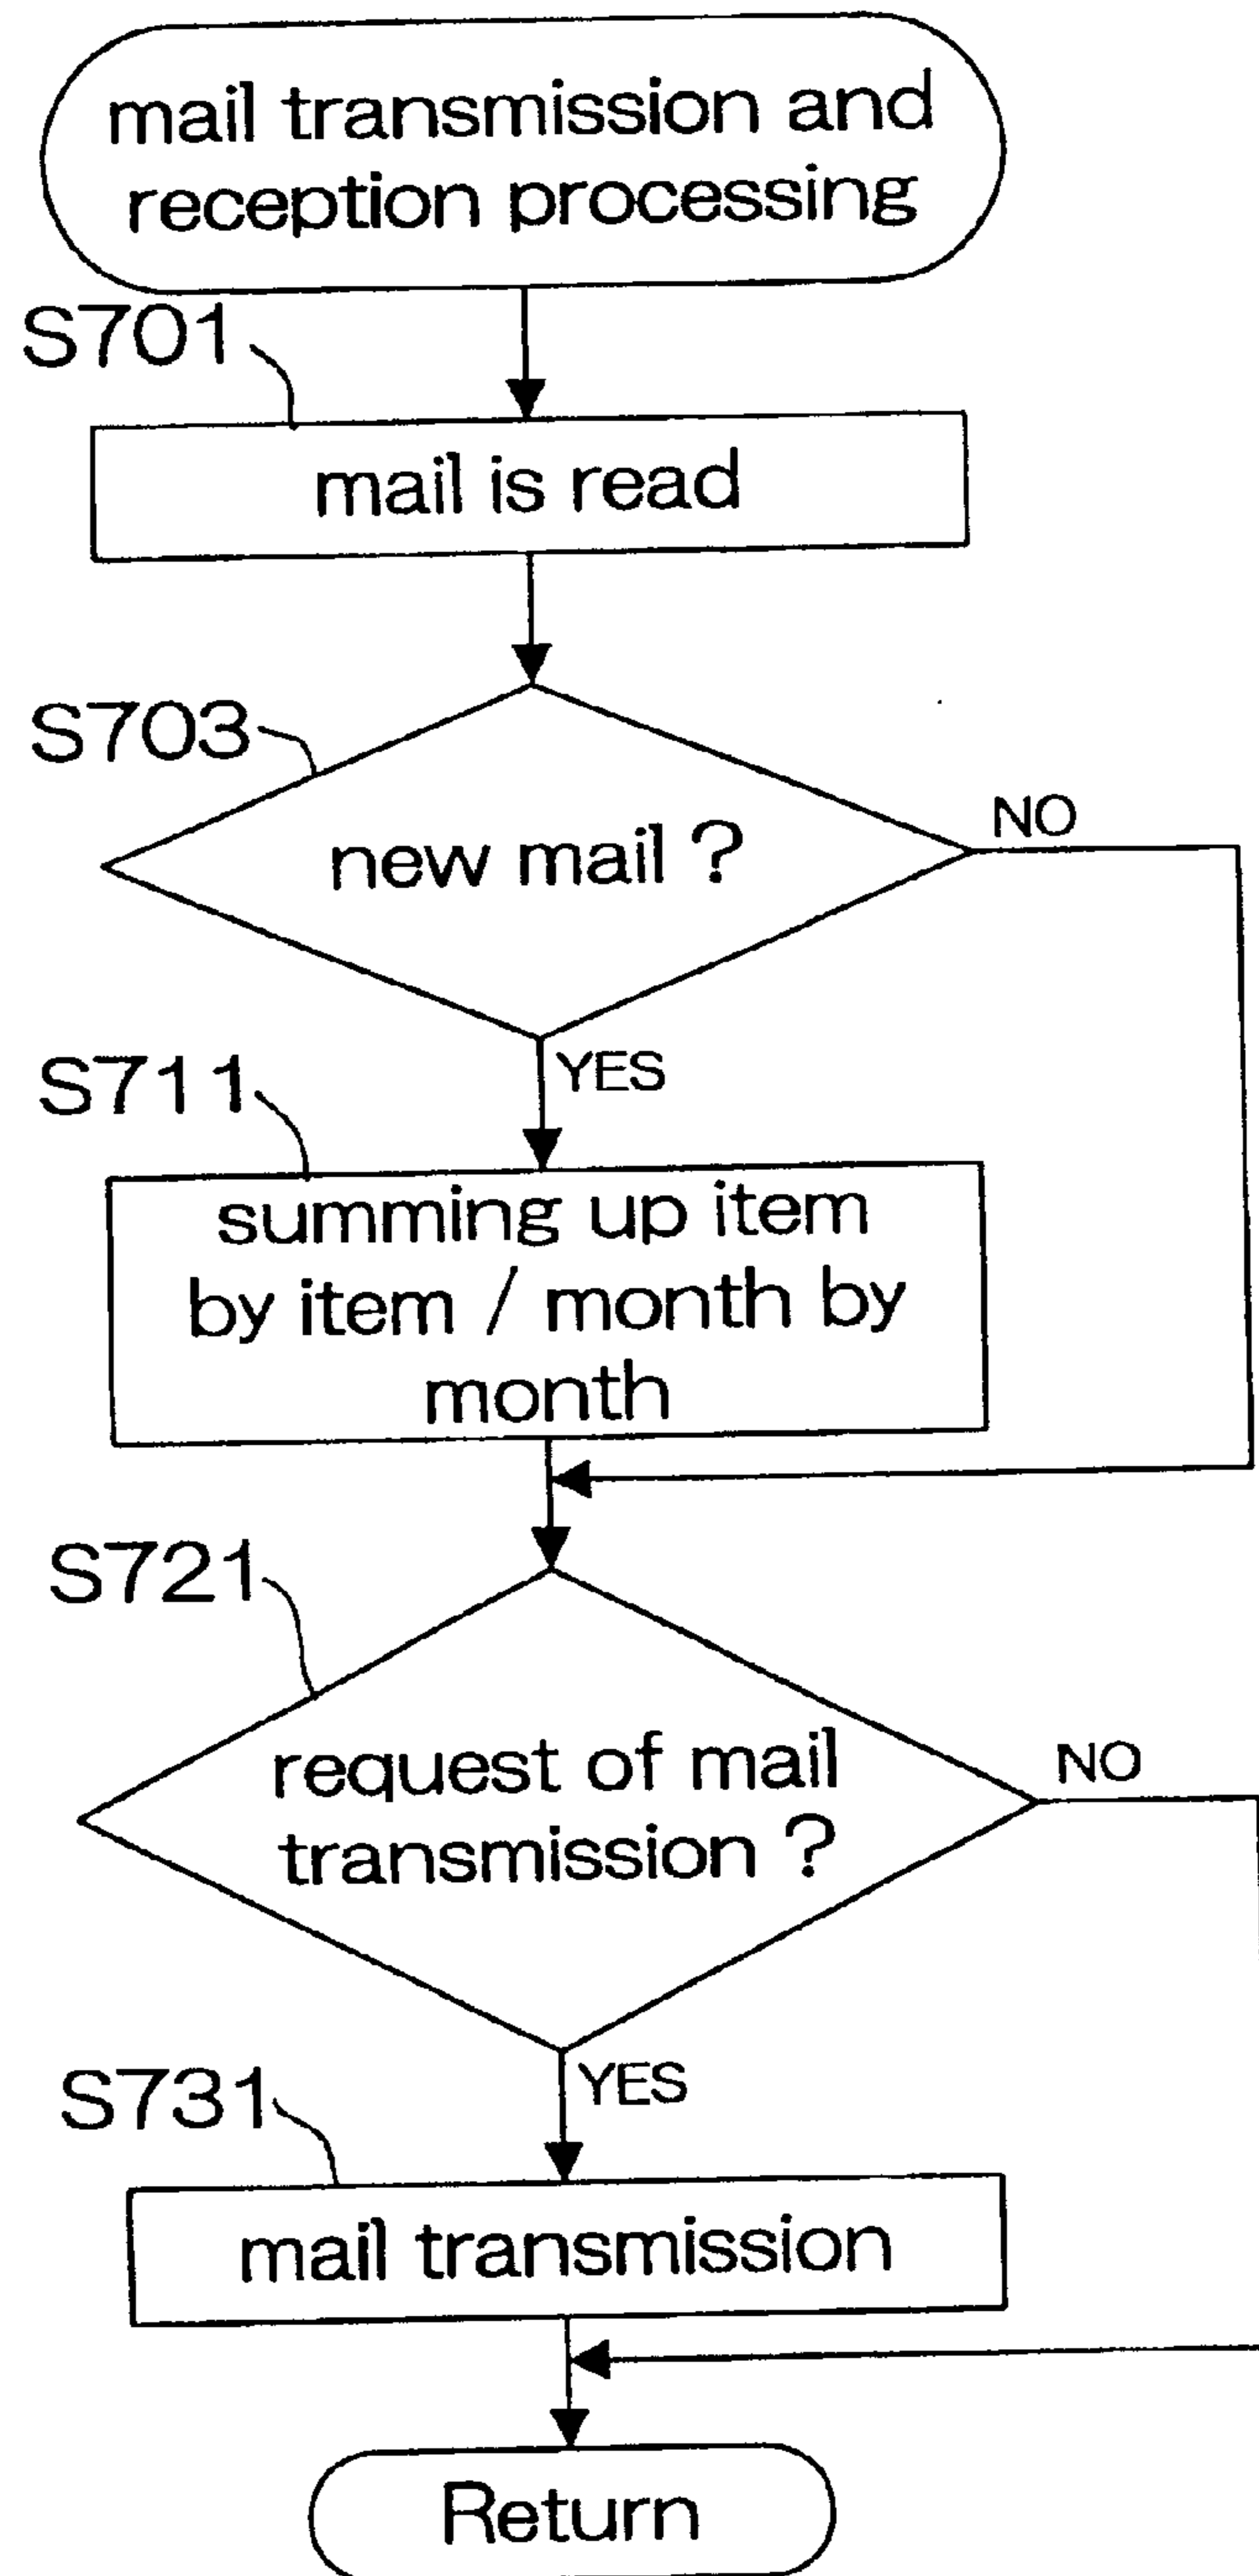 mail transmission and
reception processing
S701
mail is read
S703
new mail ?
NO
YES
S711
summing up item
by item / month by
month
S721
request of mail
transmission ?
NO
YES
S731
mail transmission
Return